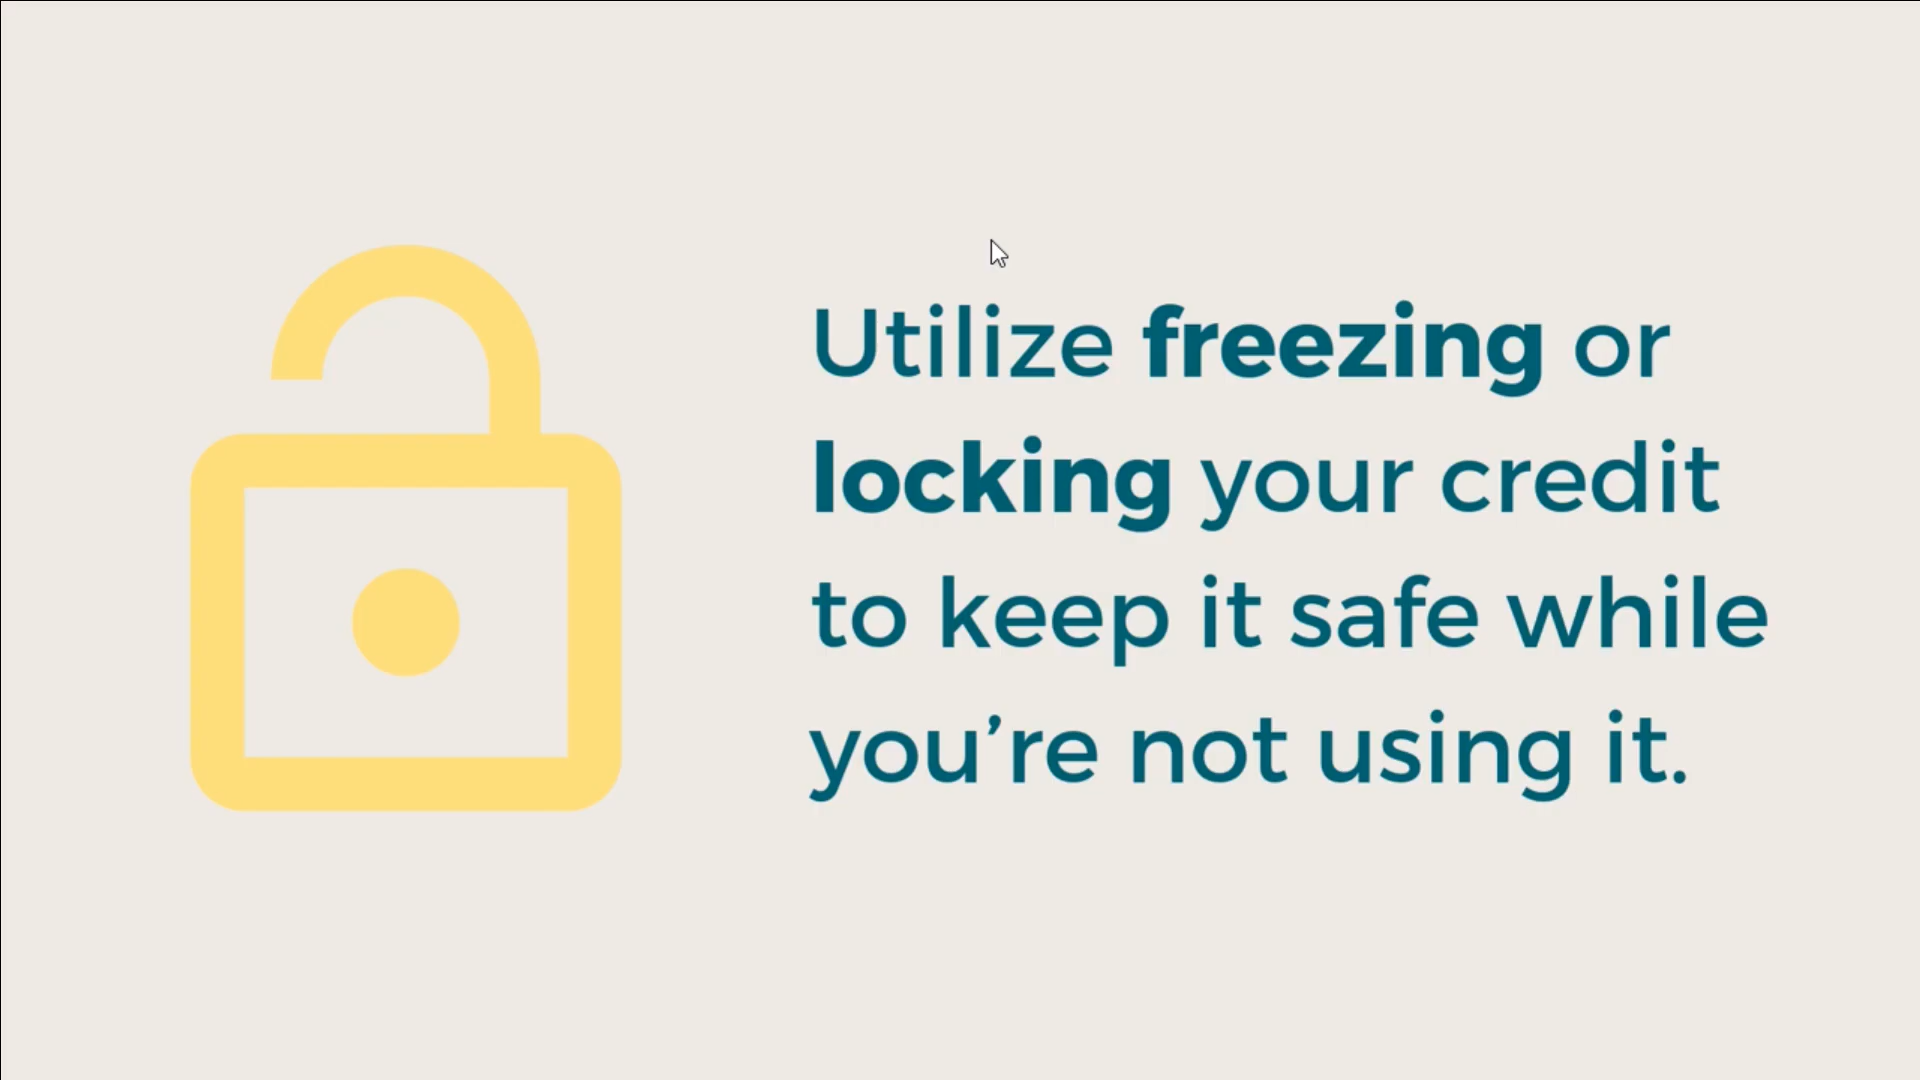 Utilize freezing or
locking your credit
to keep it safe while
you’re not using it.